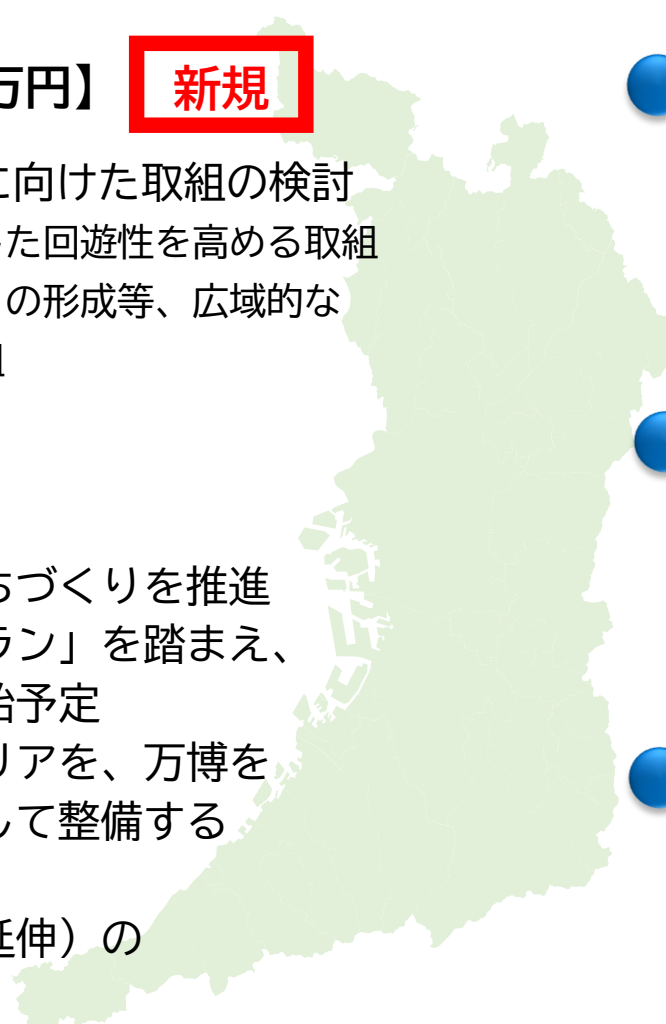 万円】 新規
に向けた取組の検討
た回遊性を高める取組
の形成等、広域的な
ちづくりを推進
ラン」を踏まえ、
始予定
リアを、万博を
して整備する
延伸）の